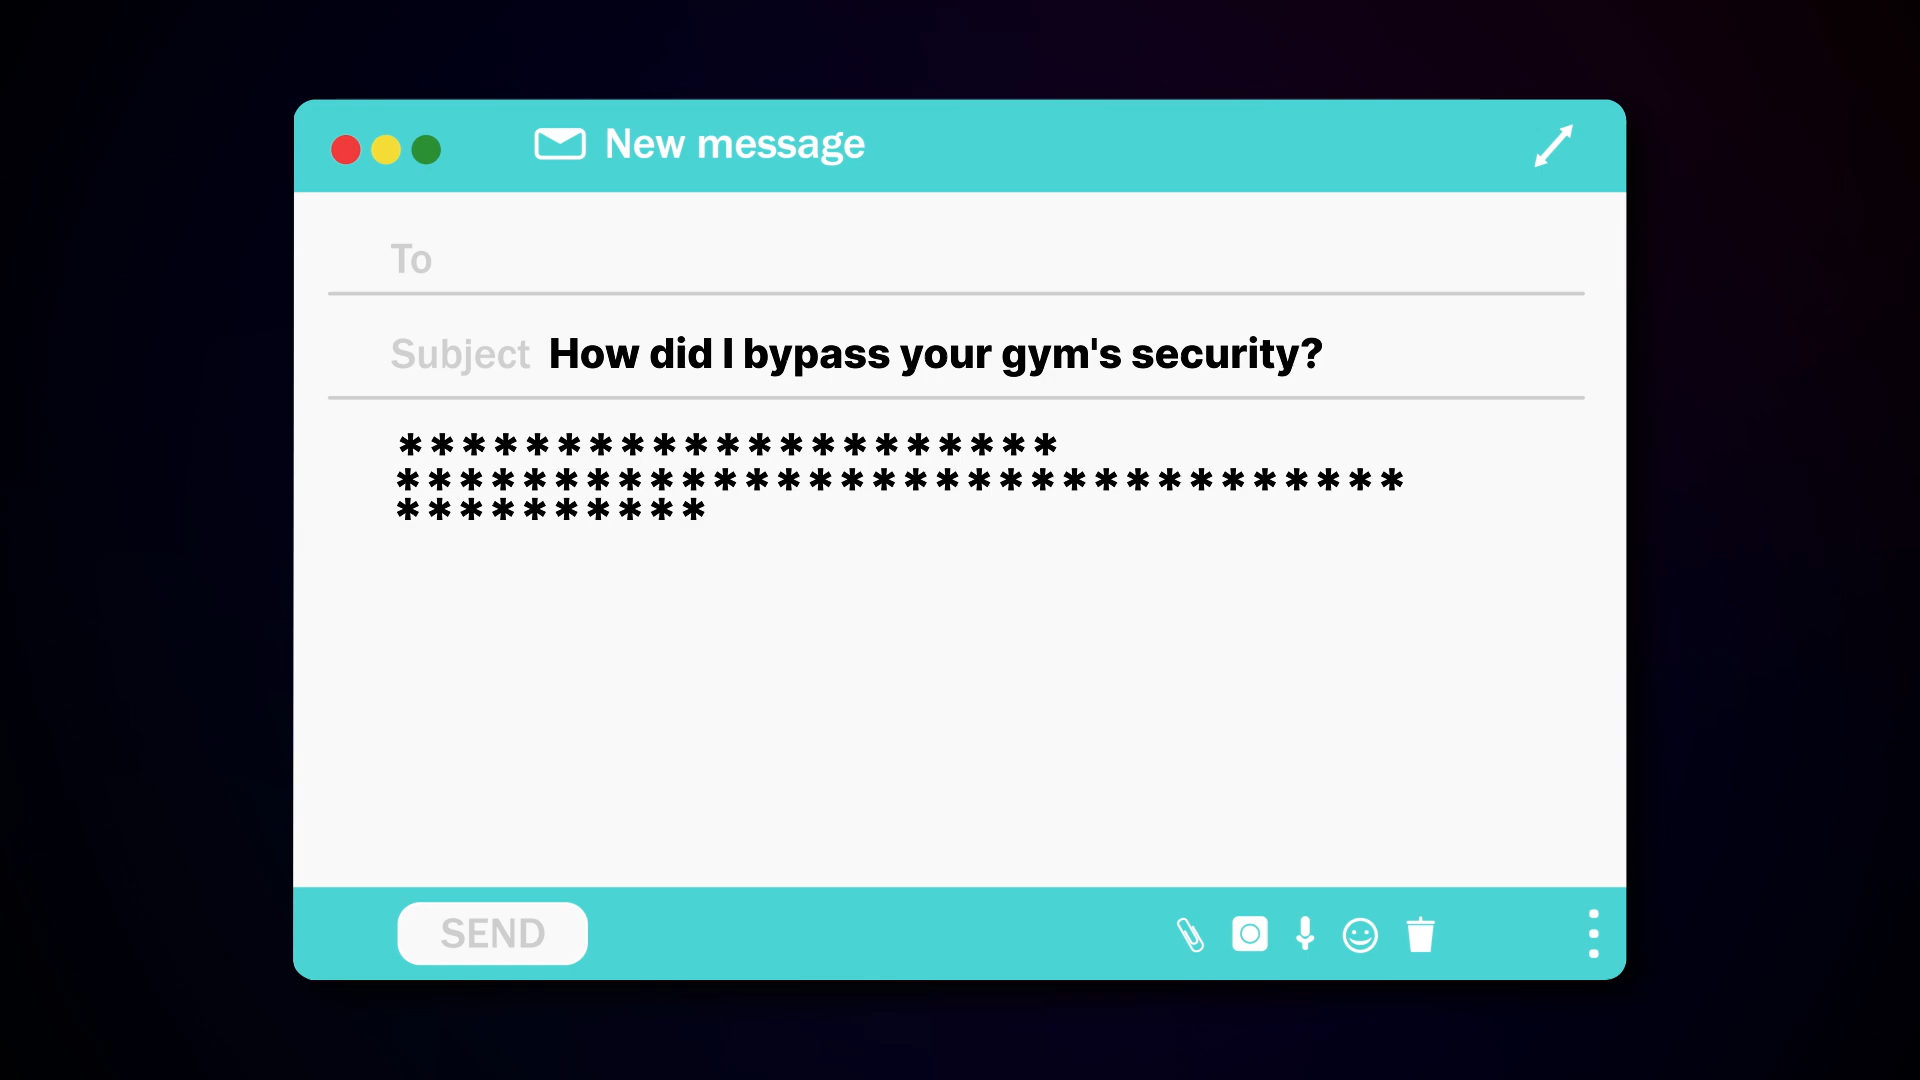 New message
To
Subject How did I bypass your gym's security?
*********************
********************************
**********
SEND